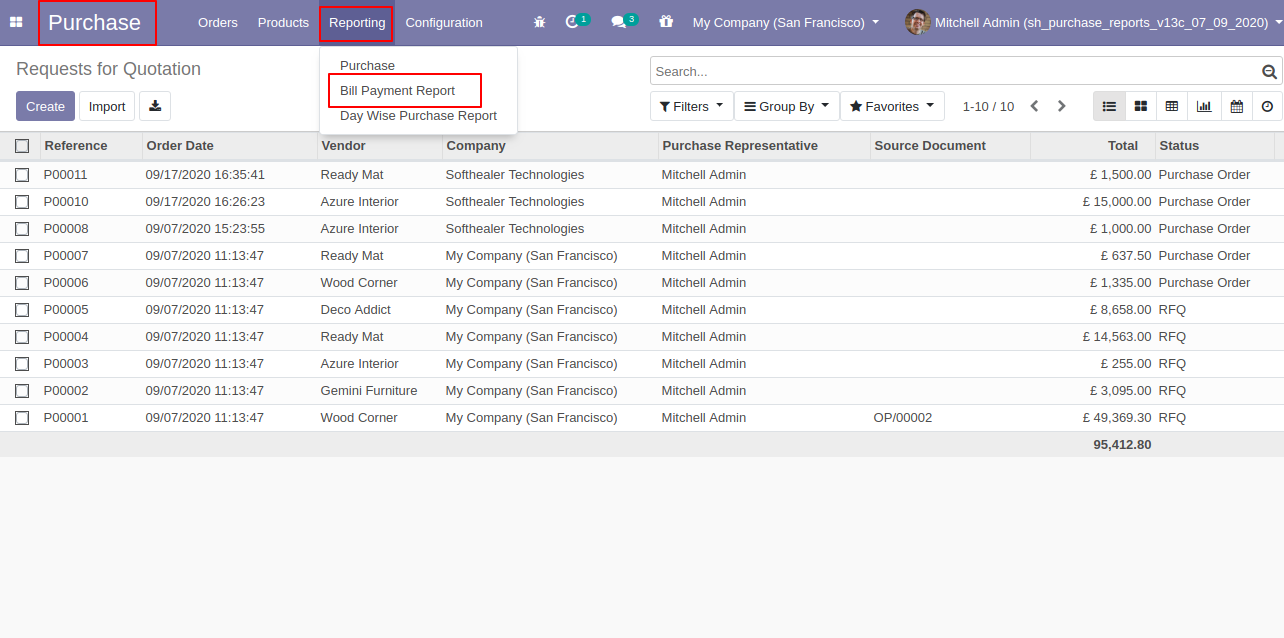 Purchase Orders Products Reporting Configuration 1 3 My Company (San Francisco) Mitchell Admin (sh_purchase_reports_v13c_07_09_2020)
Requests for Quotation
Search...
Create Import
Purchase
Bill Payment Report
Day Wise Purchase Report
Filters Group By Favorites 1-10 / 10
Reference Order Date Vendor Company Purchase Representative Source Document Total Status
P00011 09/17/2020 16:35:41 Ready Mat Softhealer Technologies Mitchell Admin £ 1,500.00 Purchase Order
P00010 09/17/2020 16:26:23 Azure Interior Softhealer Technologies Mitchell Admin £ 15,000.00 Purchase Order
P00008 09/07/2020 15:23:55 Azure Interior Softhealer Technologies Mitchell Admin £ 1,000.00 Purchase Order
P00007 09/07/2020 11:13:47 Ready Mat My Company (San Francisco) Mitchell Admin £ 637.50 Purchase Order
P00006 09/07/2020 11:13:47 Wood Corner My Company (San Francisco) Mitchell Admin £ 1,335.00 Purchase Order
P00005 09/07/2020 11:13:47 Deco Addict My Company (San Francisco) Mitchell Admin £ 8,658.00 RFQ
P00004 09/07/2020 11:13:47 Ready Mat My Company (San Francisco) Mitchell Admin £ 14,563.00 RFQ
P00003 09/07/2020 11:13:47 Azure Interior My Company (San Francisco) Mitchell Admin £ 255.00 RFQ
P00002 09/07/2020 11:13:47 Gemini Furniture My Company (San Francisco) Mitchell Admin £ 3,095.00 RFQ
P00001 09/07/2020 11:13:47 Wood Corner My Company (San Francisco) Mitchell Admin OP/00002 £ 49,369.30 RFQ
95,412.80